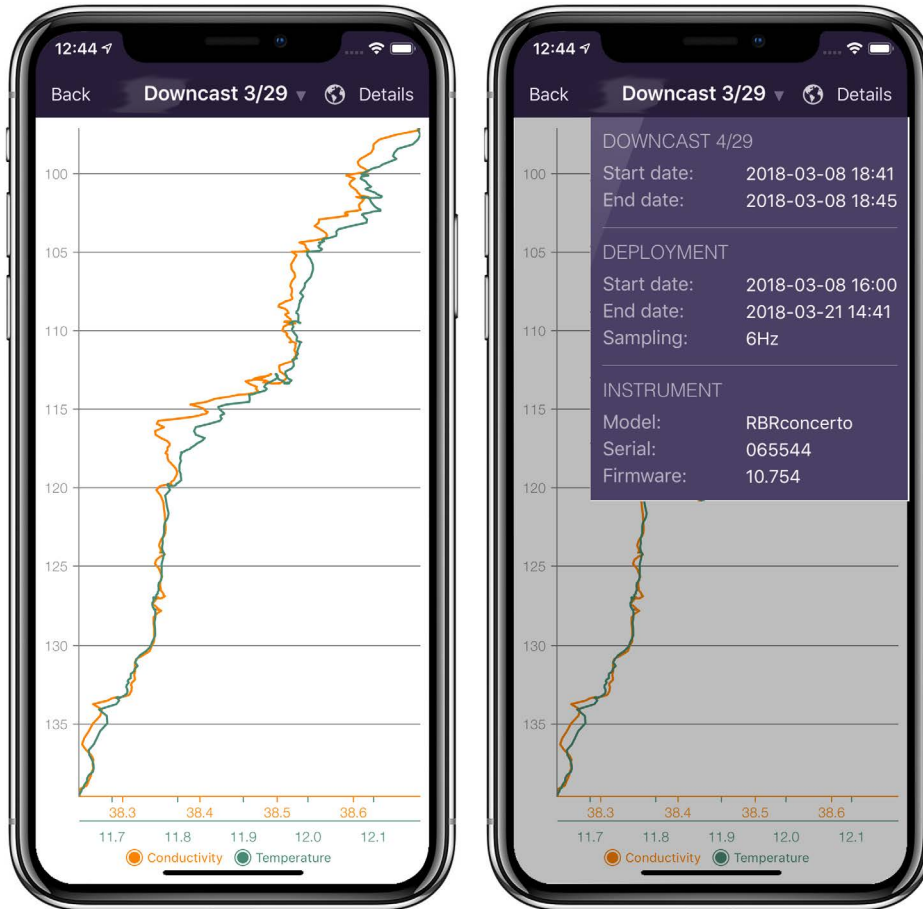 12:44
Back Downcast 3/29 Details
100
105
110
115
120
125
130
135
38.3 38.4 38.5 38.6
11.7 11.8 11.9 12.0 12.1
Conductivity Temperature
12:44
Back Downcast 3/29 Details
DOWNCAST 4/29
Start date: 2018-03-08 18:41
End date: 2018-03-08 18:45
DEPLOYMENT
Start date: 2018-03-08 16:00
End date: 2018-03-21 14:41
Sampling: 6Hz
INSTRUMENT
Model: RBRconcerto
Serial: 065544
Firmware: 10.754
100
105
110
115
120
125
130
135
38.3 38.4 38.5 38.6
11.7 11.8 11.9 12.0 12.1
Conductivity Temperature